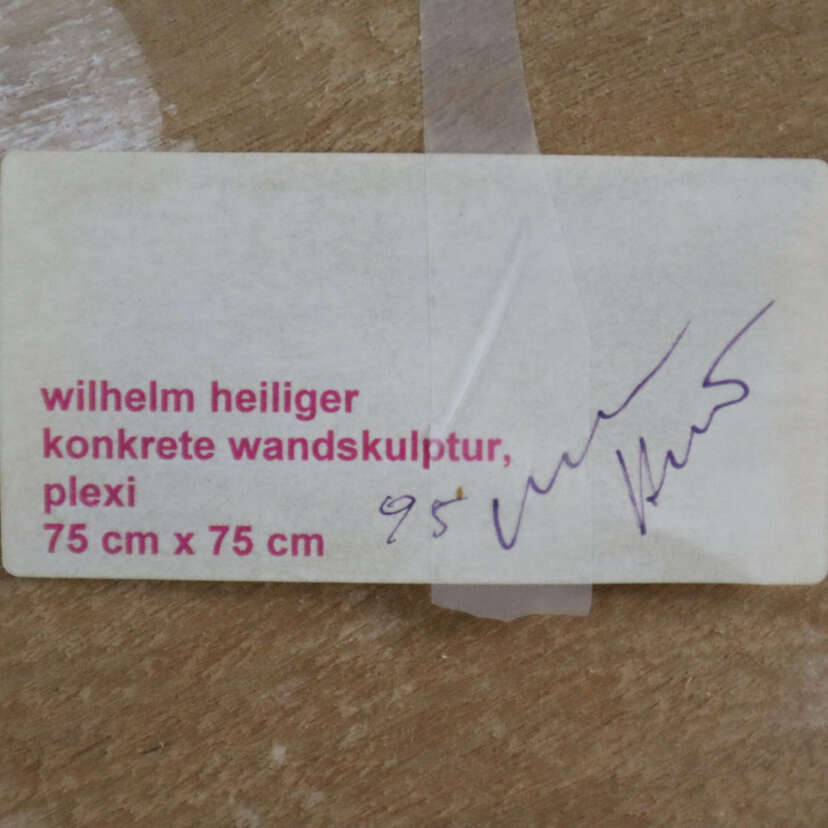 wilhelm heiliger
konkrete wandskulptur,
plexi
75 cm x 75 cm
95